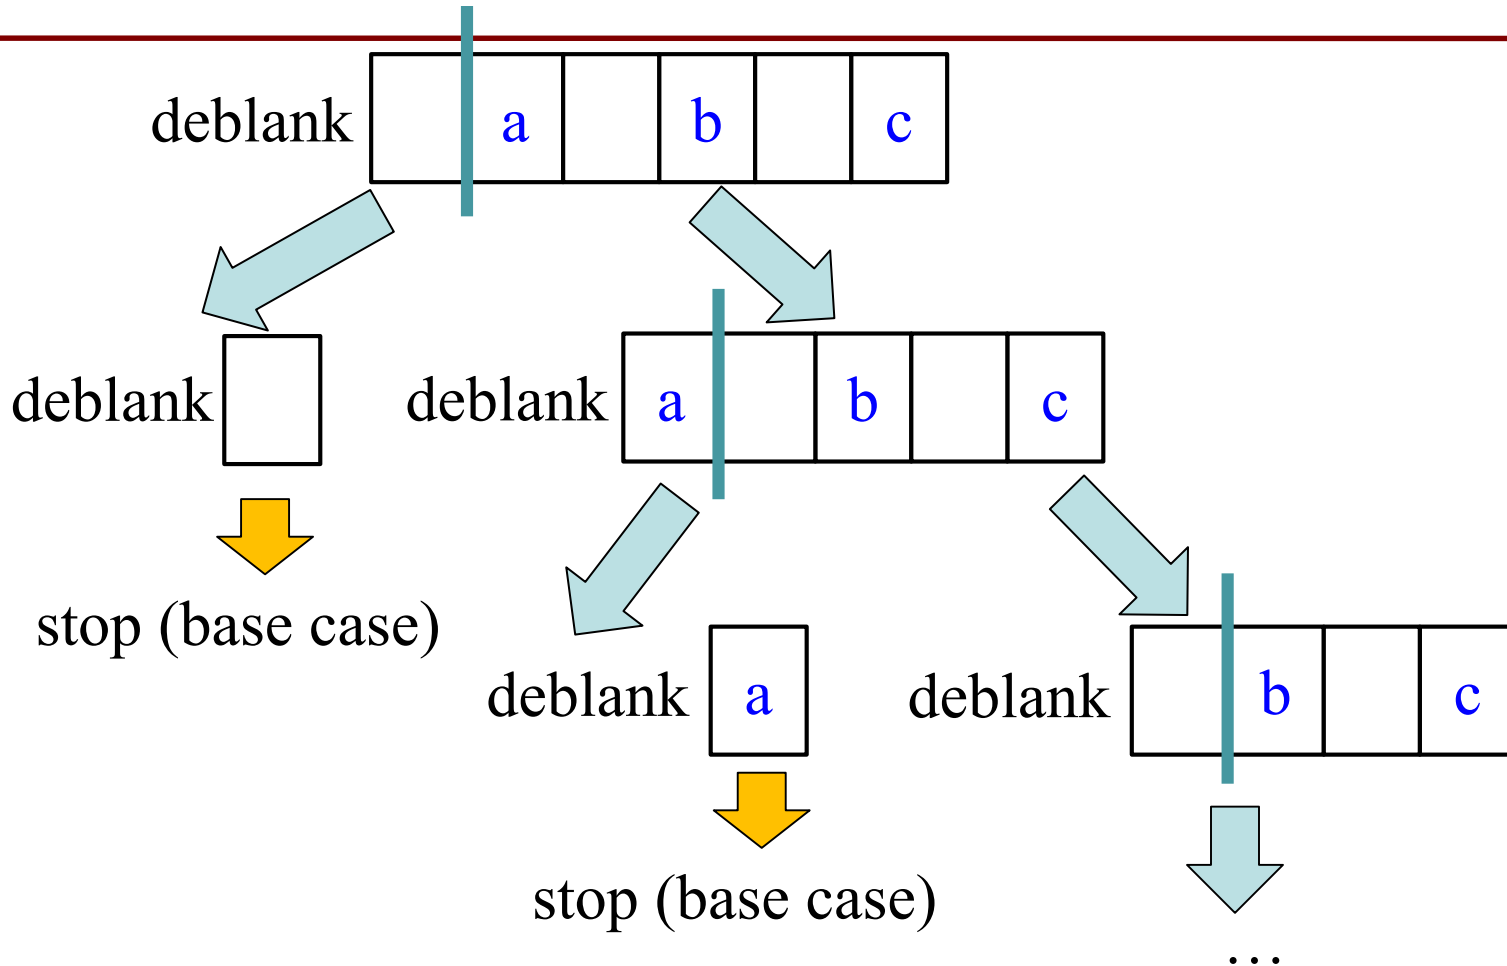 deblank a b c
deblank
deblank a b c
stop (base case)
deblank a
deblank b c
stop (base case)
…